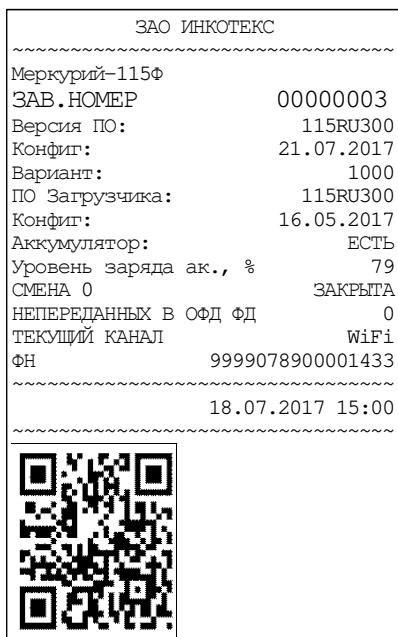 ЗАО ИНКОТЕКС
~~~~~~~~~~~~~~~~~~~~~~~~~~~~~~~~
Меркурий-115Ф
ЗАВ.НОМЕР 00000003
Версия ПО: 115RU300
Конфиг: 21.07.2017
Вариант: 1000
ПО Загрузчика: 115RU300
Конфиг: 16.05.2017
Аккумулятор: ЕСТЬ
Уровень заряда ак., % 79
СМЕНА 0 ЗАКРЫТА
НЕПЕРЕДАННЫХ В ОФД ФД 0
ТЕКУЩИЙ КАНАЛ WiFi
ФН 9999078900001433
~~~~~~~~~~~~~~~~~~~~~~~~~~~~~~~~
18.07.2017 15:00
~~~~~~~~~~~~~~~~~~~~~~~~~~~~~~~~